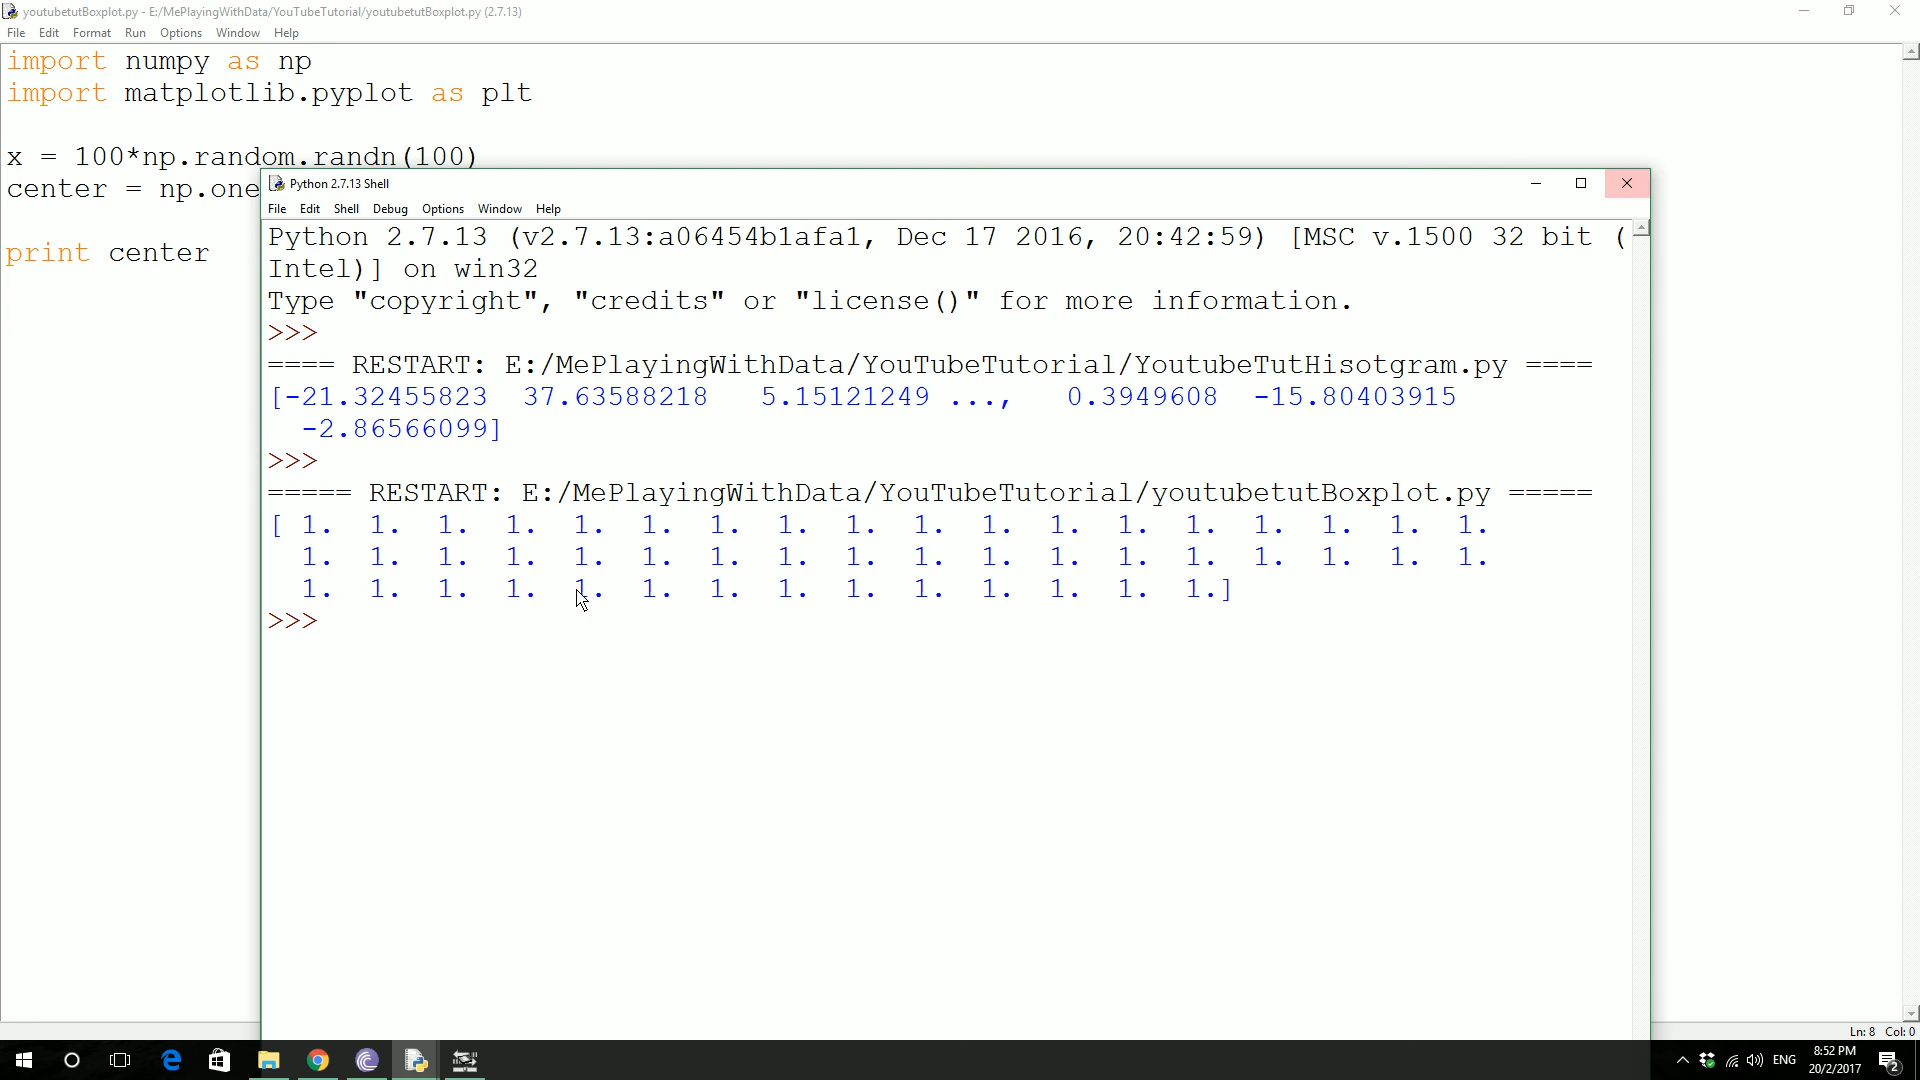 youtubetutBoxplot.py - E:/MePlayingWithData/YouTubeTutorial/youtubetutBoxplot.py (2.7.13)
File Edit Format Run Options Window Help
import numpy as np
import matplotlib.pyplot as plt
x = 100*np.random.randn(100)
center = np.one
print center
Python 2.7.13 Shell
File Edit Shell Debug Options Window Help
Python 2.7.13 (v2.7.13:a06454b1afa1, Dec 17 2016, 20:42:59) [MSC v.1500 32 bit (
Intel)] on win32
Type "copyright", "credits" or "license()" for more information.
>>>
==== RESTART: E:/MePlayingWithData/YouTubeTutorial/YoutubeTutHisotgram.py ====
[-21.32455823 37.63588218 5.15121249 ..., 0.3949608 -15.80403915
-2.86566099]
>>>
===== RESTART: E:/MePlayingWithData/YouTubeTutorial/youtubetutBoxplot.py =====
[ 1. 1. 1. 1. 1. 1. 1. 1. 1. 1. 1. 1. 1. 1. 1. 1. 1. 1.
1. 1. 1. 1. 1. 1. 1. 1. 1. 1. 1. 1. 1. 1. 1. 1. 1. 1.
1. 1. 1. 1. 1. 1. 1. 1. 1. 1. 1. 1. 1. 1.]
>>>
Ln: 8 Col: 0
ENG
8:52 PM
20/2/2017
2